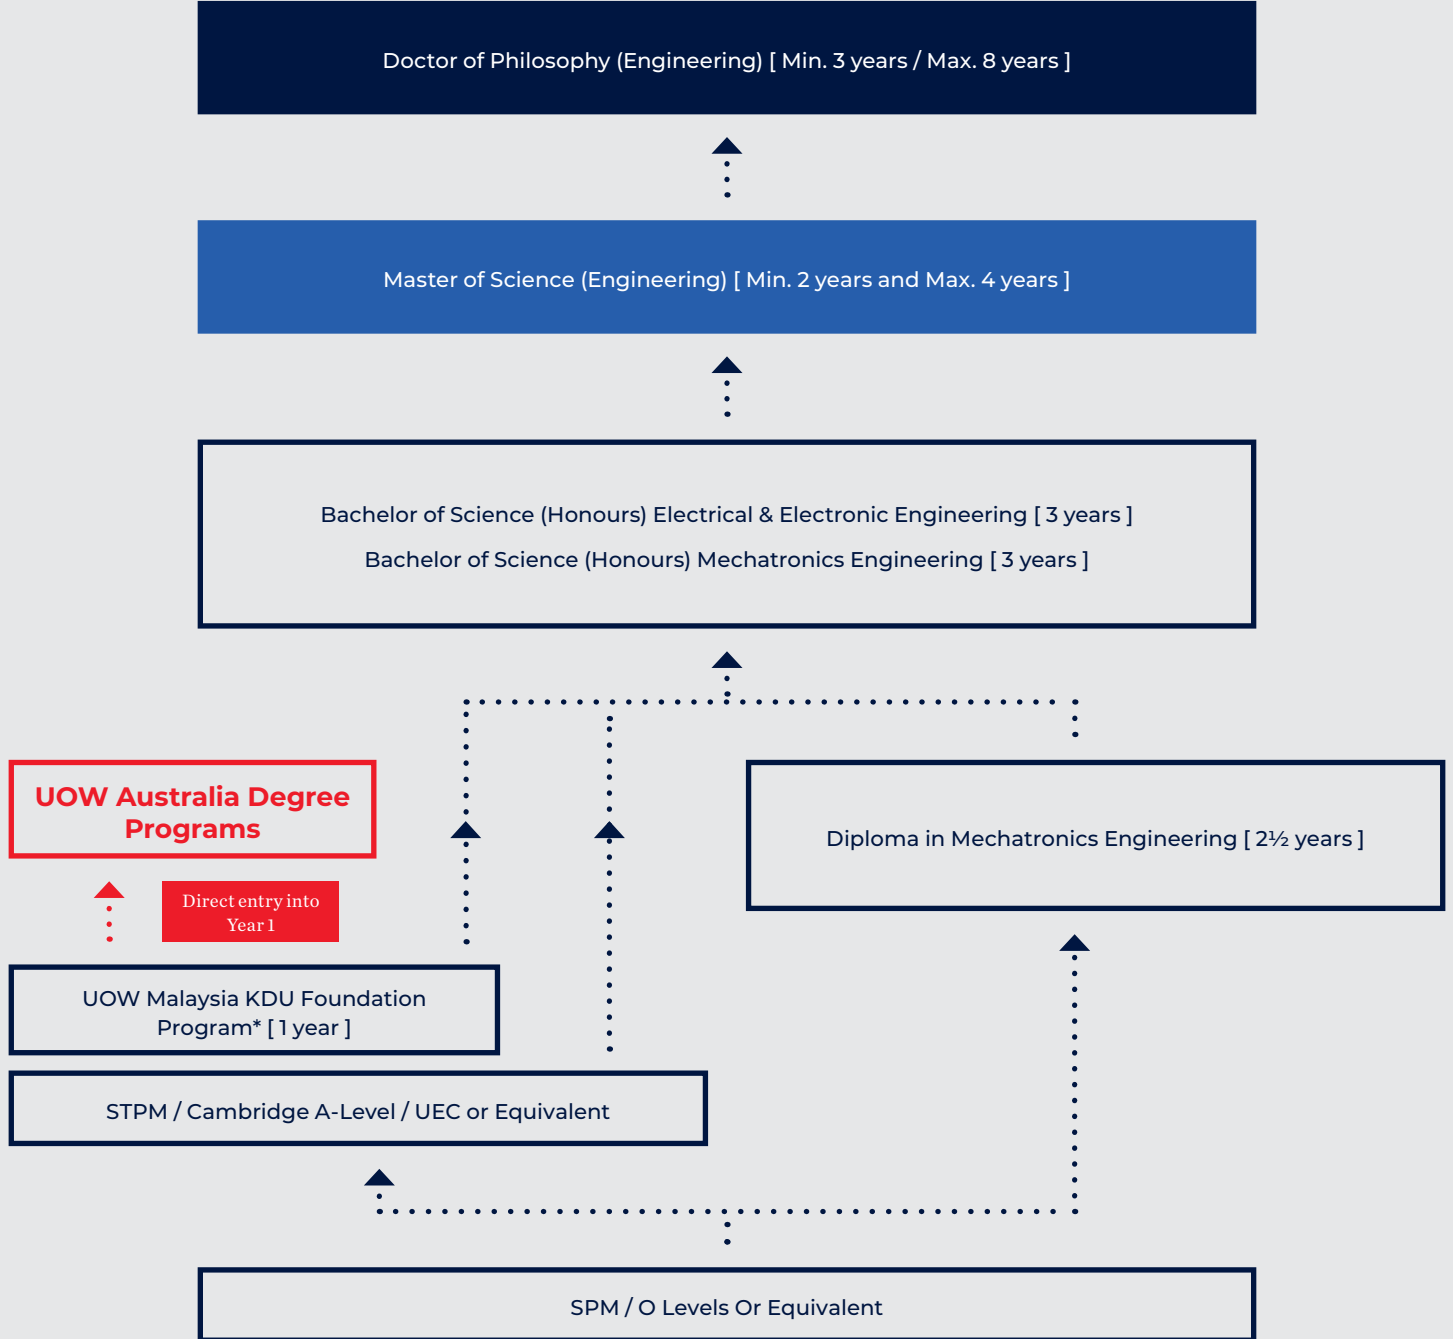 Doctor of Philosophy (Engineering) [ Min. 3 years / Max. 8 years ]
Master of Science (Engineering) [ Min. 2 years and Max. 4 years ]
Bachelor of Science (Honours) Electrical & Electronic Engineering [ 3 years ]
Bachelor of Science (Honours) Mechatronics Engineering [ 3 years ]
UOW Australia Degree
Programs
Diploma in Mechatronics Engineering [ 2½ years ]
Direct entry into
Year 1
UOW Malaysia KDU Foundation
Program* [ 1 year ]
STPM / Cambridge A-Level / UEC or Equivalent
SPM / O Levels Or Equivalent